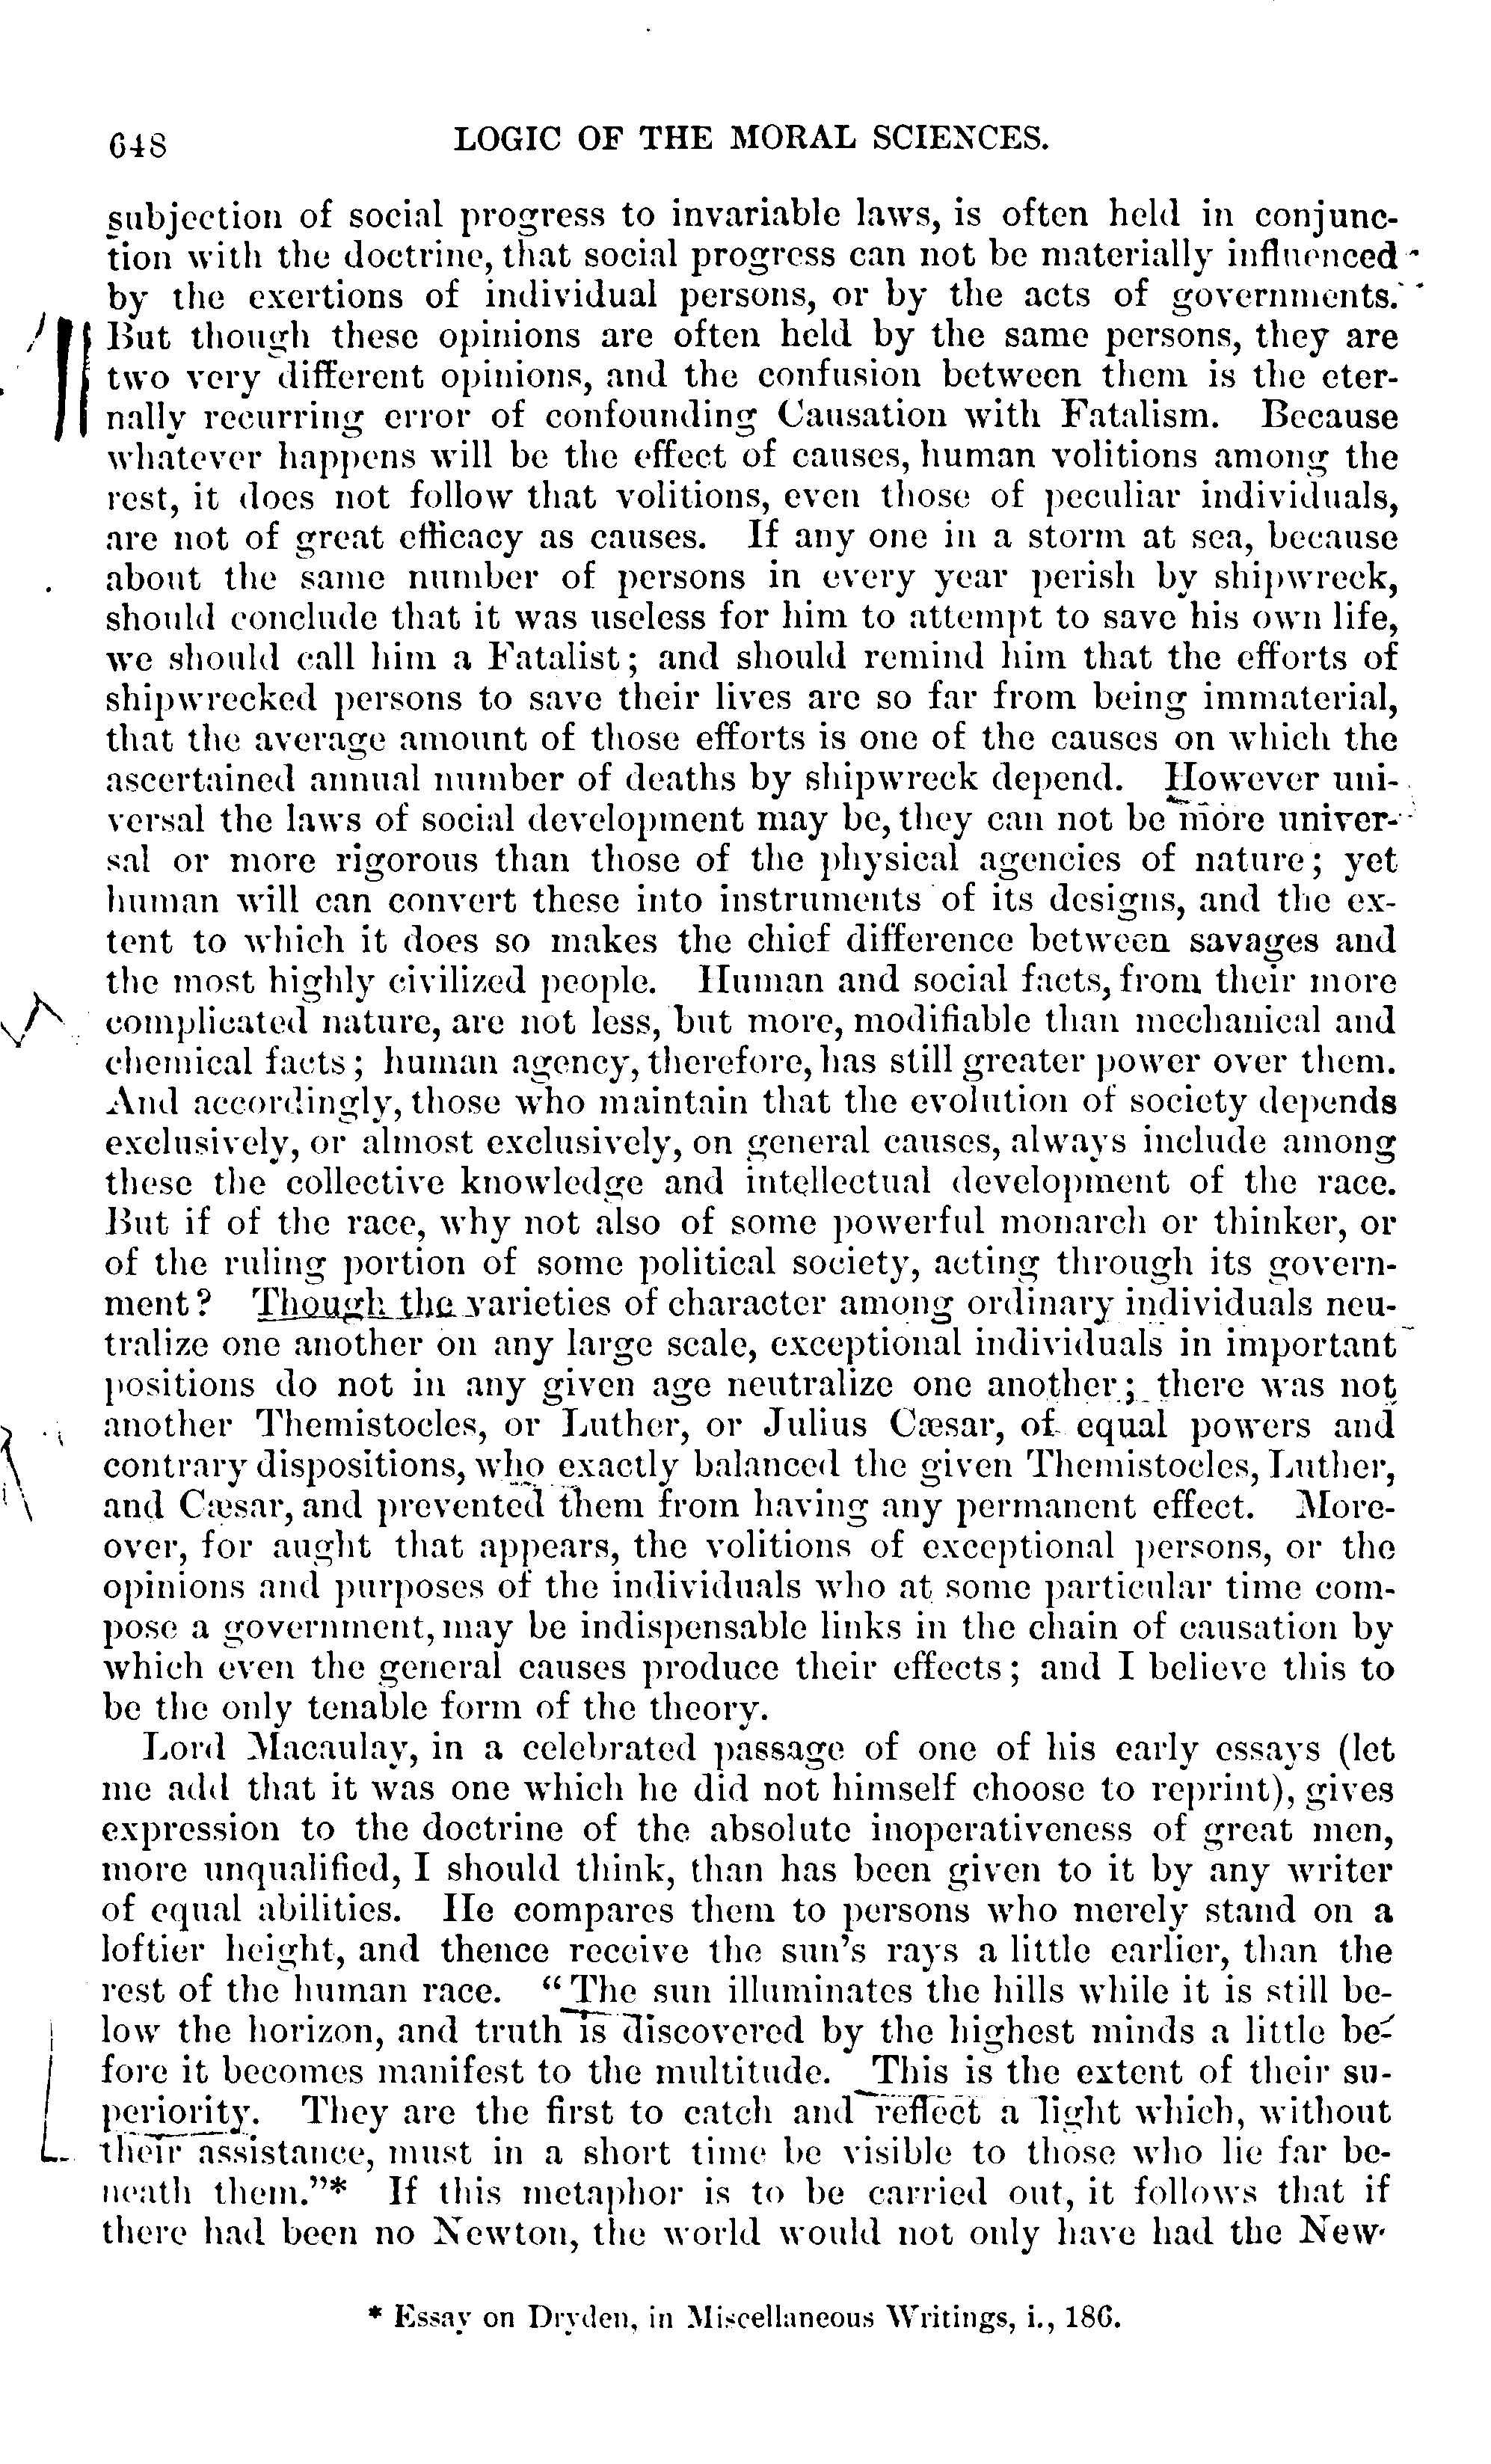 648 LOGIC OF THE MORAL SCIENCES.
subjection of social progress to invariable laws, is often held in conjunc-
tion with the doctrine, that social progress can not be materially influenced
by the exertions of individual persons, or by the acts of governments.
But though these opinions are often held by the same persons, they are
two very different opinions, and the confusion between them is the eter-
nally recurring error of confounding Causation with Fatalism. Because
whatever happens will be the effect of causes, human volitions among the
rest, it does not follow that volitions, even those of peculiar individuals,
are not of great efficacy as causes. If any one in a storm at sea, because
about the same number of persons in every year perish by shipwreck,
should conclude that it was useless for him to attempt to save his own life,
we should call him a Fatalist; and should remind him that the efforts of
shipwrecked persons to save their lives are so far from being immaterial,
that the average amount of those efforts is one of the causes on which the
ascertained annual number of deaths by shipwreck depend. However uni-
versal the laws of social development may be, they can not be more univer-
sal or more rigorous than those of the physical agencies of nature; yet
human will can convert these into instruments of its designs, and the ex-
tent to which it does so makes the chief difference between savages and
the most highly civilized people. Human and social facts, from their more
complicated nature, are not less, but more, modifiable than mechanical and
chemical facts; human agency, therefore, has still greater power over them.
And accordingly, those who maintain that the evolution of society depends
exclusively, or almost exclusively, on general causes, always include among
these the collective knowledge and intellectual development of the race.
But if of the race, why not also of some powerful monarch or thinker, or
of the ruling portion of some political society, acting through its govern-
ment? Though the varieties of character among ordinary individuals neu-
tralize one another on any large scale, exceptional individuals in important
positions do not in any given age neutralize one another; there was not
another Themistocles, or Luther, or Julius Cæsar, of equal powers and
contrary dispositions, who exactly balanced the given Themistocles, Luther,
and Cæsar, and prevented them from having any permanent effect. More-
over, for aught that appears, the volitions of exceptional persons, or the
opinions and purposes of the individuals who at some particular time com-
pose a government, may be indispensable links in the chain of causation by
which even the general causes produce their effects; and I believe this to
be the only tenable form of the theory.
Lord Macaulay, in a celebrated passage of one of his early essays (let
me add that it was one which he did not himself choose to reprint), gives
expression to the doctrine of the absolute inoperativeness of great men,
more unqualified, I should think, than has been given to it by any writer
of equal abilities. He compares them to persons who merely stand on a
loftier height, and thence receive the sun's rays a little earlier, than the
rest of the human race. "The sun illuminates the hills while it is still be-
low the horizon, and truth is discovered by the highest minds a little be-
fore it becomes manifest to the multitude. This is the extent of their su-
periority. They are the first to catch and reflect a light which, without
their assistance, must in a short time be visible to those who lie far be-
neath them."* If this metaphor is to be carried out, it follows that if
there had been no Newton, the world would not only have had the New-
* Essay on Dryden, in Miscellaneous Writings, i., 186.